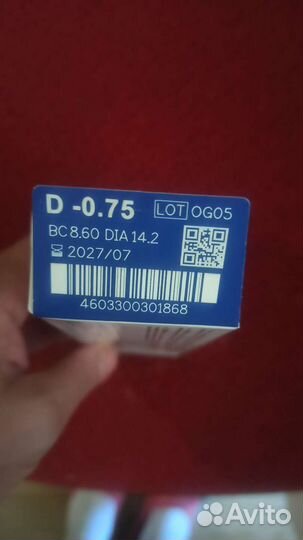 D -0.75 LOT OG05
BC 8.60 DIA 14.2
2027/07
4603300301868
Avito